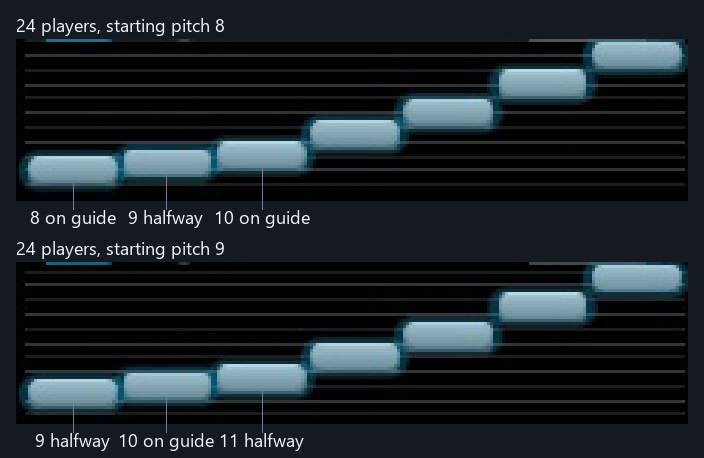 24 players, starting pitch 8
8 on guide 9 halfway 10 on guide
24 players, starting pitch 9
9 halfway 10 on guide 11 halfway